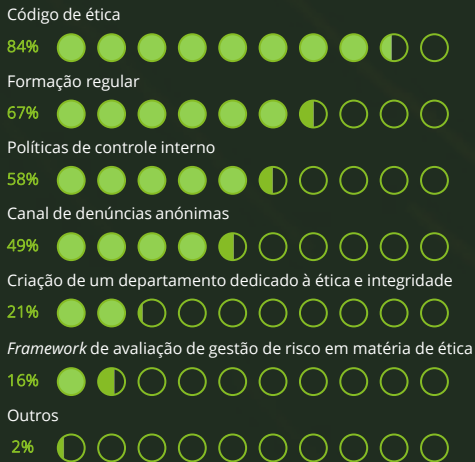 Código de ética
84%
Formação regular
67%
Políticas de controle interno
58%
Canal de denúncias anónimas
49%
Criação de um departamento dedicado à ética e integridade
21%
Framework de avaliação de gestão de risco em matéria de ética
16%
Outros
2%